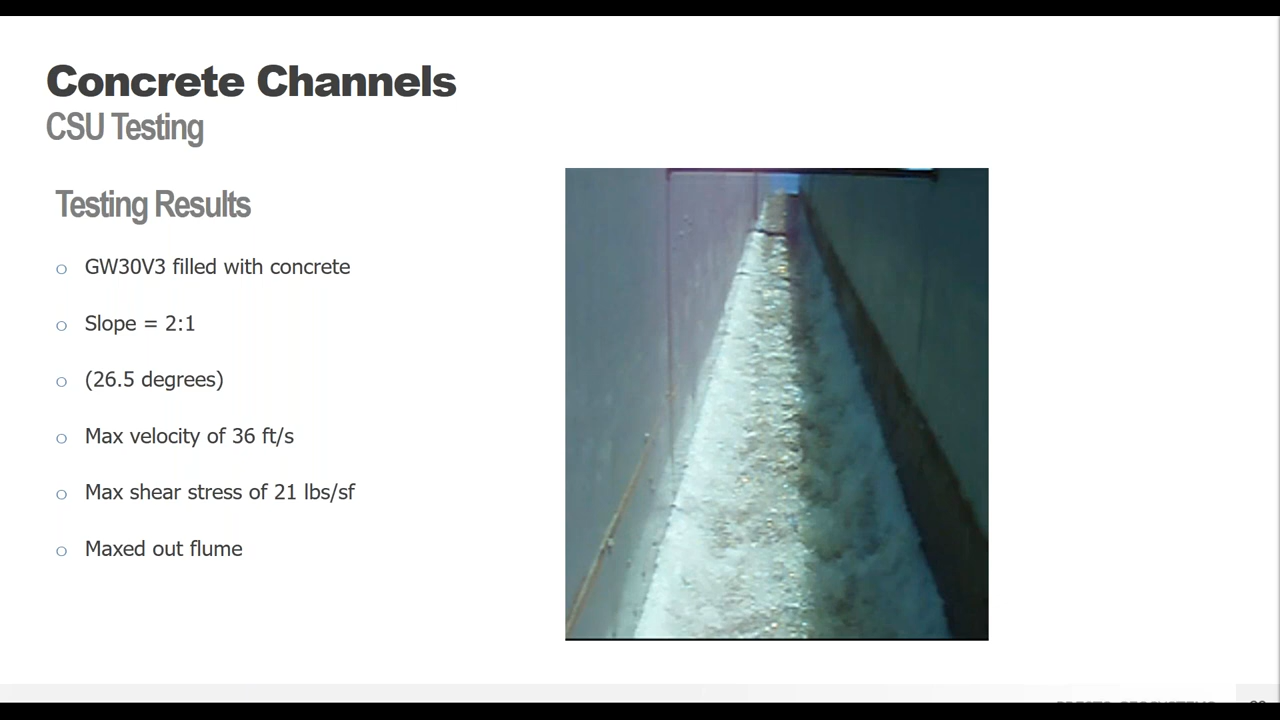 Concrete Channels
CSU Testing
Testing Results
GW30V3 filled with concrete
Slope = 2:1
(26.5 degrees)
Max velocity of 36 ft/s
Max shear stress of 21 lbs/sf
Maxed out flume